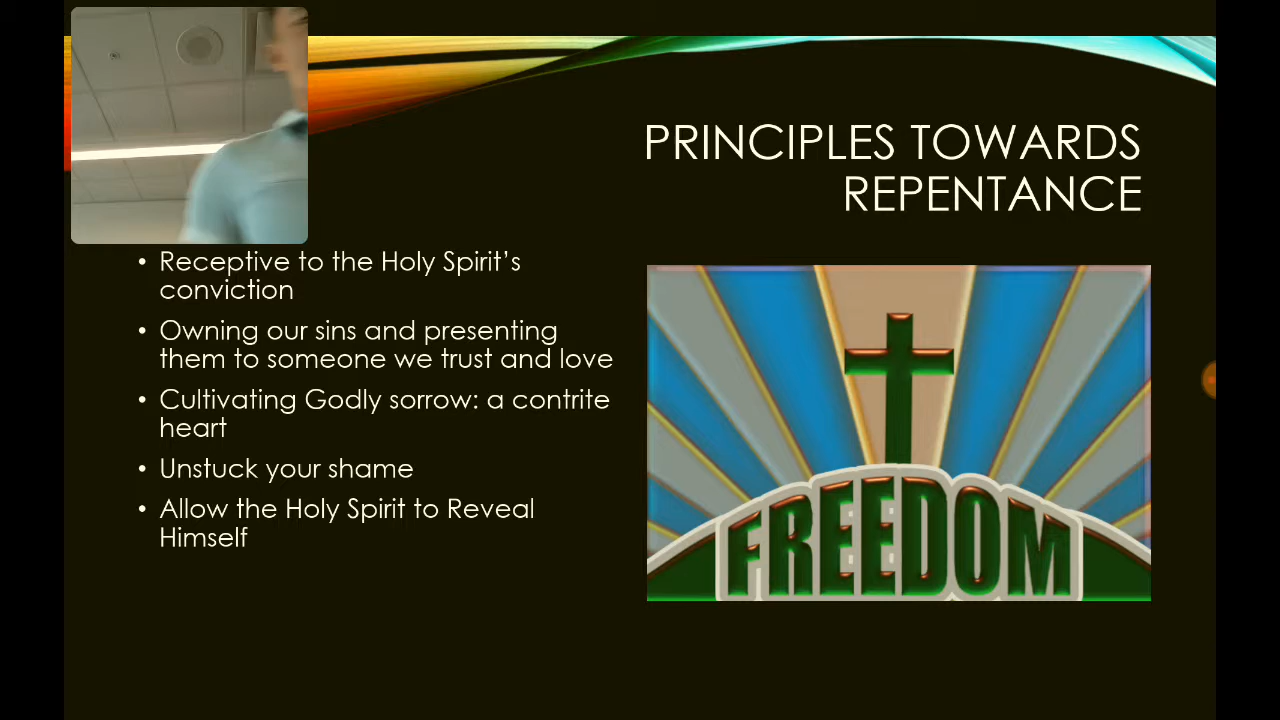 PRINCIPLES TOWARDS
REPENTANCE
• Receptive to the Holy Spirit’s
conviction
• Owning our sins and presenting
them to someone we trust and love
• Cultivating Godly sorrow: a contrite
heart
• Unstuck your shame
• Allow the Holy Spirit to Reveal
Himself
FREEDOM